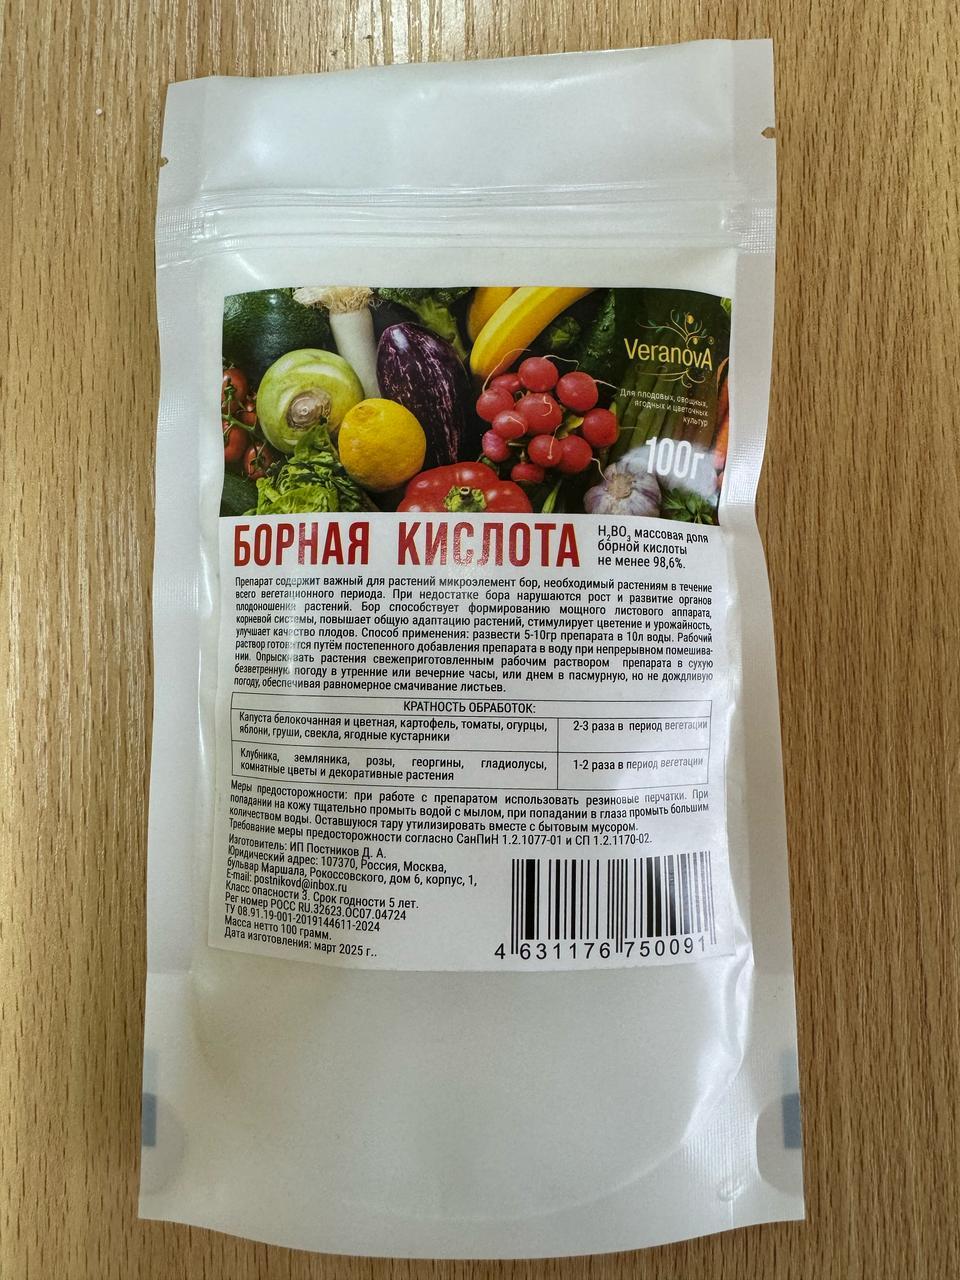 VeranovA
®
Для плодовых, овощных,
ягодных и цветочных
культур
100г
БОРНАЯ КИСЛОТА
H2BO3 массовая доля
борной кислоты
не менее 98,6%.
Препарат содержит важный для растений микроэлемент бор, необходимый растениям в течение
всего вегетационного периода. При недостатке бора нарушаются рост и развитие органов
плодоношения растений. Бор способствует формированию мощного листового аппарата,
корневой системы, повышает общую адаптацию растений, стимулирует цветение и урожайность,
улучшает качество плодов. Способ применения: развести 5-10гр препарата в 10л воды. Рабочий
раствор готовится путём постепенного добавления препарата в воду при непрерывном помешива-
нии. Опрыскивать растения свежеприготовленным рабочим раствором препарата в сухую
безветренную погоду в утренние или вечерние часы, или днем в пасмурную, но не дождливую
погоду, обеспечивая равномерное смачивание листьев.
КРАТНОСТЬ ОБРАБОТОК:
Капуста белокочанная и цветная, картофель, томаты, огурцы,
яблони, груши, свекла, ягодные кустарники
2-3 раза в период вегетации
Клубника, земляника, розы, георгины, гладиолусы,
комнатные цветы и декоративные растения
1-2 раза в период вегетации
Меры предосторожности: при работе с препаратом использовать резиновые перчатки. При
попадании на кожу тщательно промыть водой с мылом, при попадании в глаза промыть большим
количеством воды. Оставшуюся тару утилизировать вместе с бытовым мусором.
Требование меры предосторожности согласно СанПиН 1.2.1077-01 и СП 1.2.1170-02.
Изготовитель: ИП Постников Д. А.
Юридический адрес: 107370, Россия, Москва,
бульвар Маршала, Рокоссовского, дом 6, корпус, 1,
E-mail: postnikovd@inbox.ru
Класс опасности 3. Срок годности 5 лет.
Рег номер РОСС RU.32623.ОС07.04724
ТУ 08.91.19-001-2019144611-2024
Масса нетто 100 грамм.
Дата изготовления: март 2025 г..
4 631176 750091